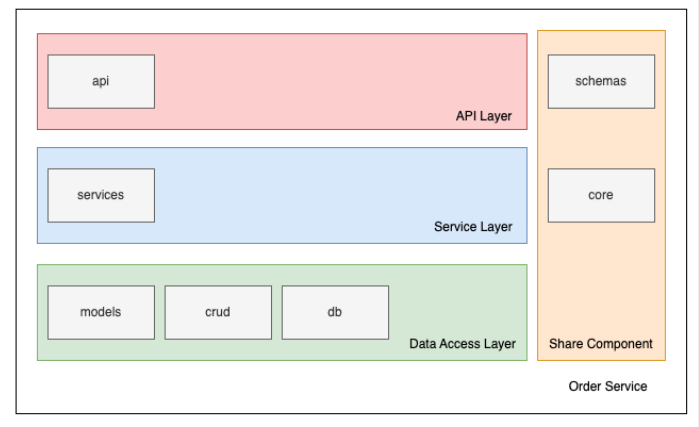 api
API Layer
schemas
services
Service Layer
core
models
crud
db
Data Access Layer
Share Component
Order Service